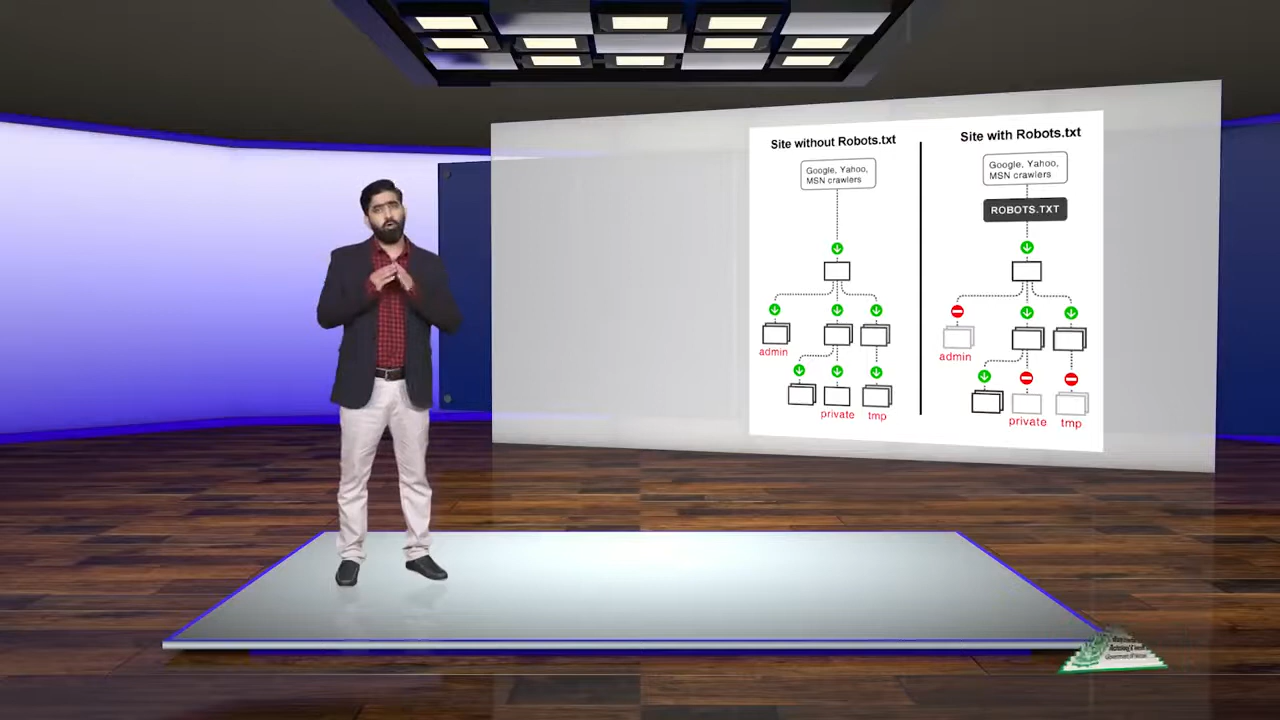 Site without Robots.txt
Google, Yahoo,
MSN crawlers
admin
private
tmp
Site with Robots.txt
Google, Yahoo,
MSN crawlers
ROBOTS.TXT
admin
private
tmp